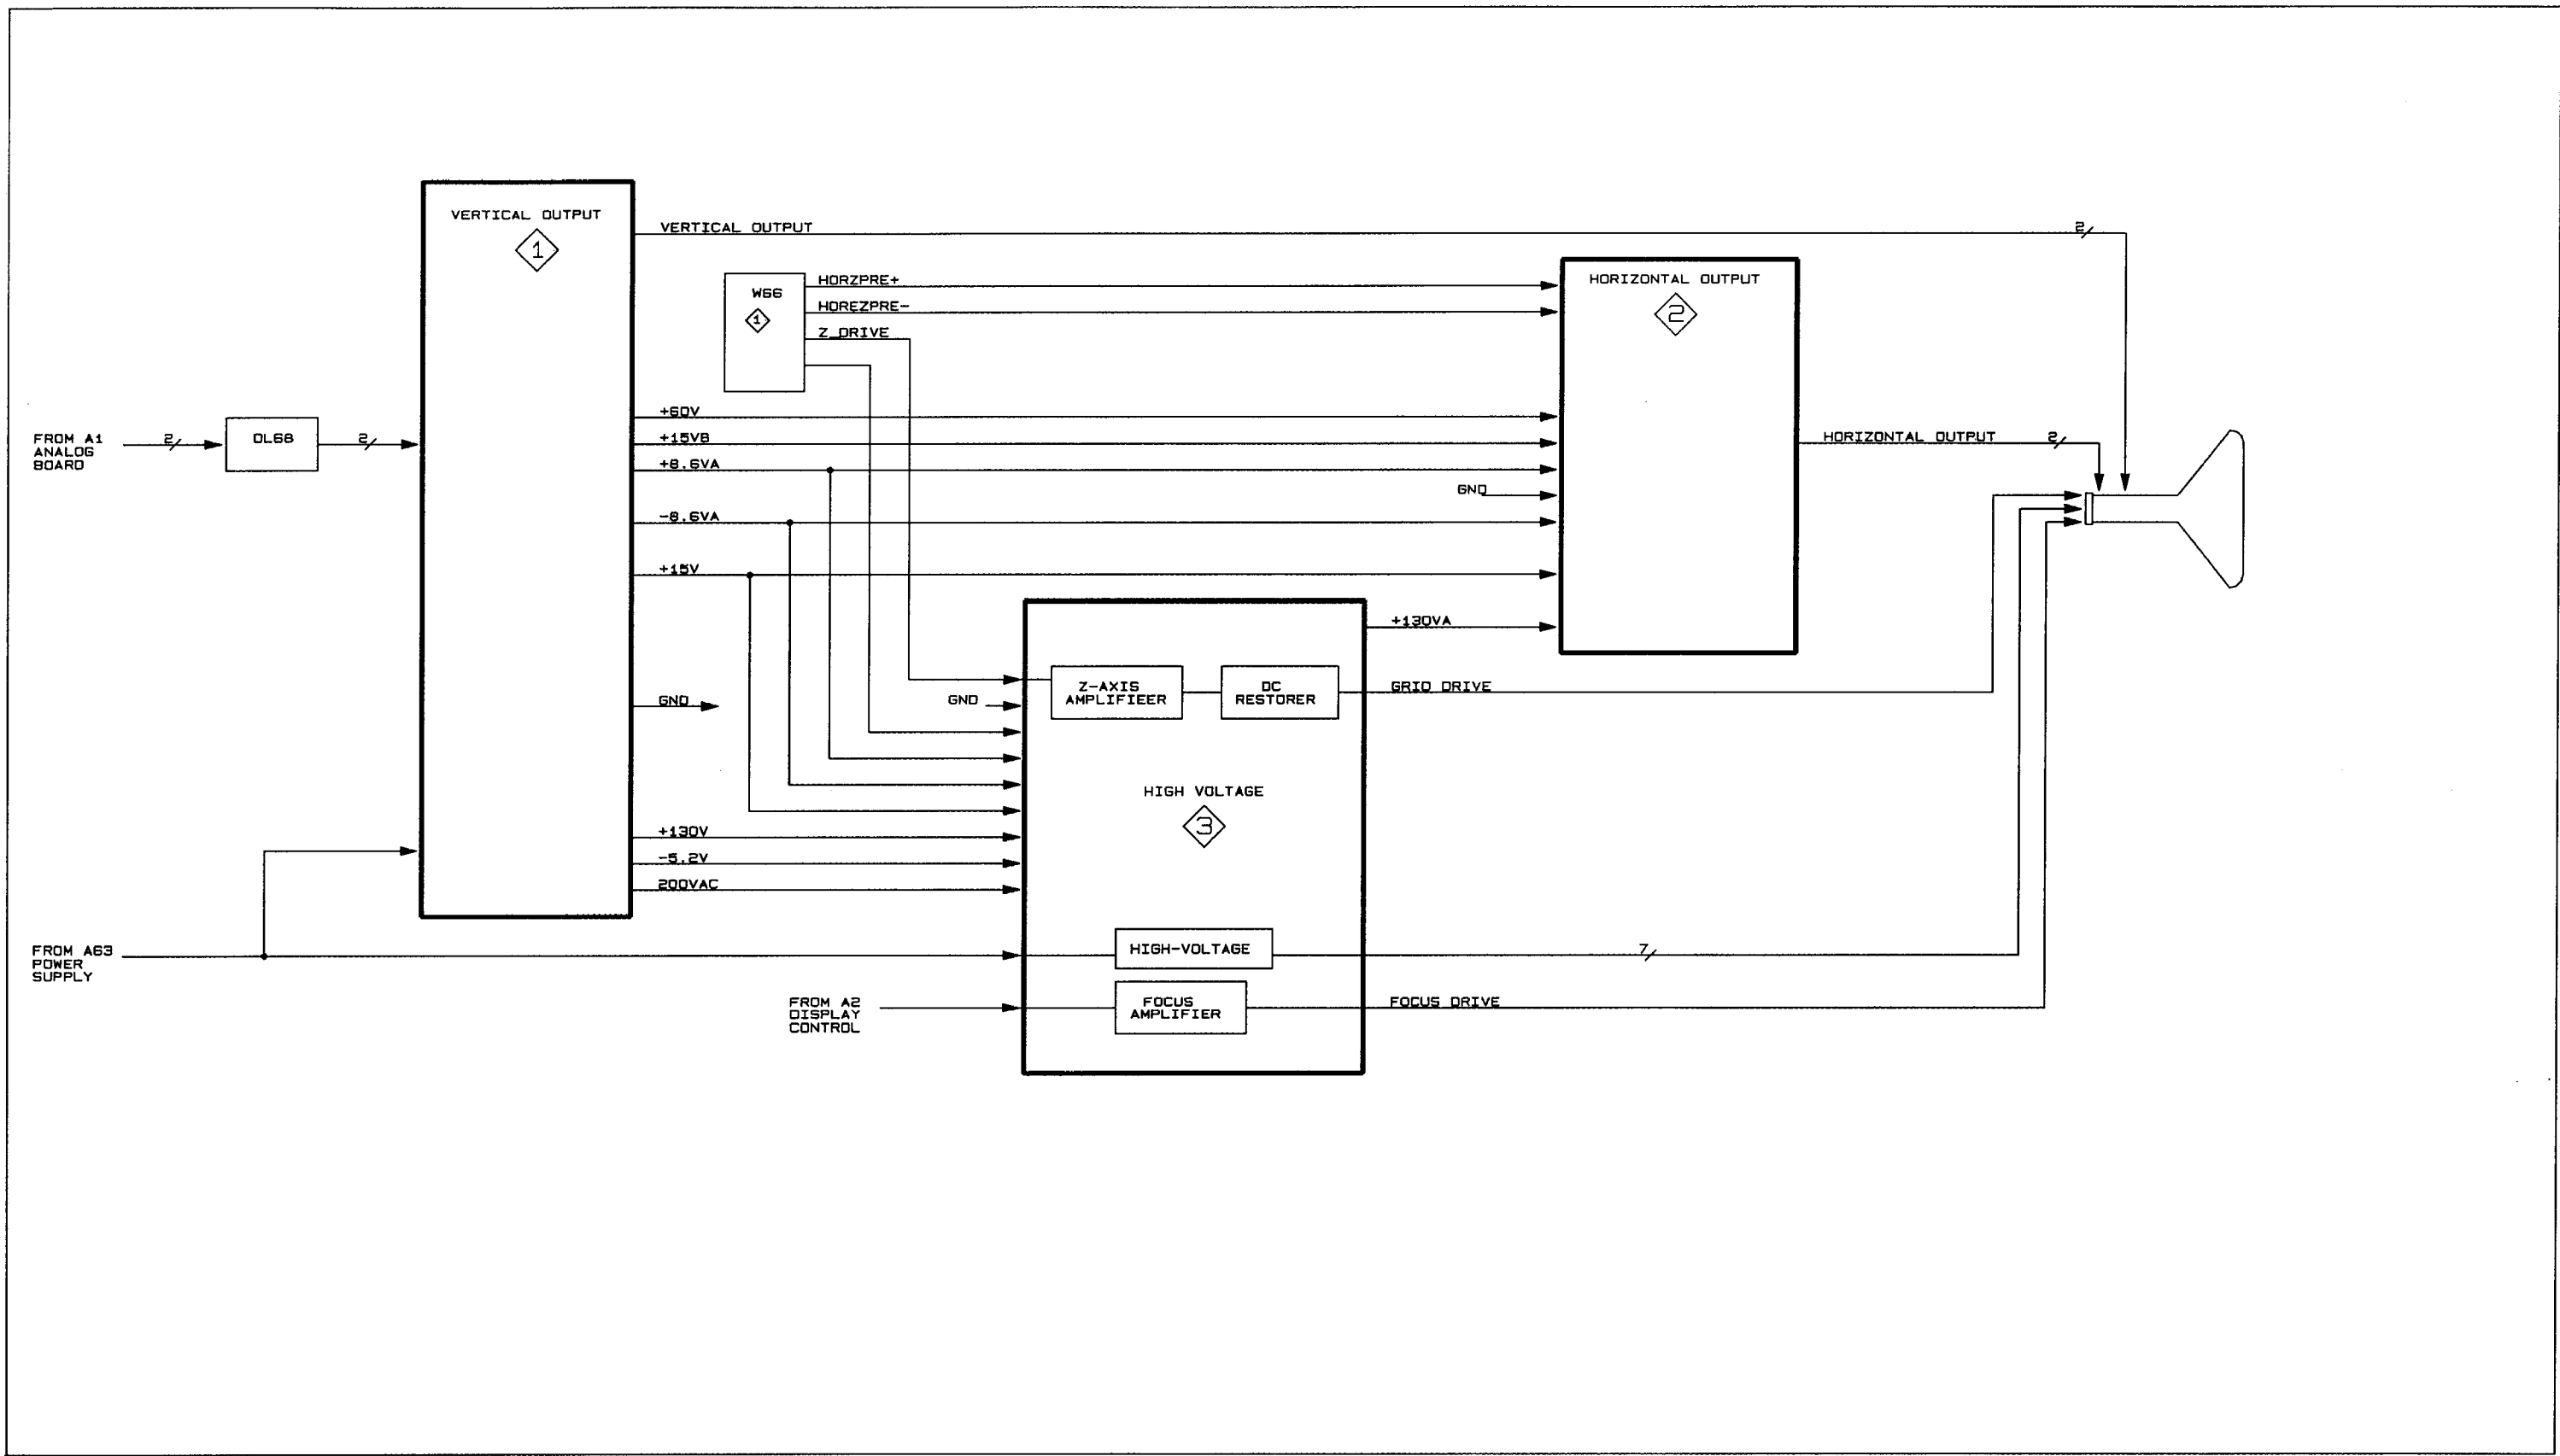 VERTICAL OUTPUT
1
VERTICAL OUTPUT
2
W66
1
HORZPRE+
HOREZPRE-
Z_DRIVE
HORIZONTAL OUTPUT
2
FROM A1
ANALOG
BOARD
2
DL68
2
+60V
+15VB
+8.6VA
GND
-8.6VA
+15V
HORIZONTAL OUTPUT
2
+130VA
GND
GND
Z-AXIS
AMPLIFIEER
DC
RESTORER
GRID DRIVE
HIGH VOLTAGE
3
+130V
-5.2V
200VAC
FROM A63
POWER
SUPPLY
HIGH-VOLTAGE
7
FROM A2
DISPLAY
CONTROL
FOCUS
AMPLIFIER
FOCUS DRIVE